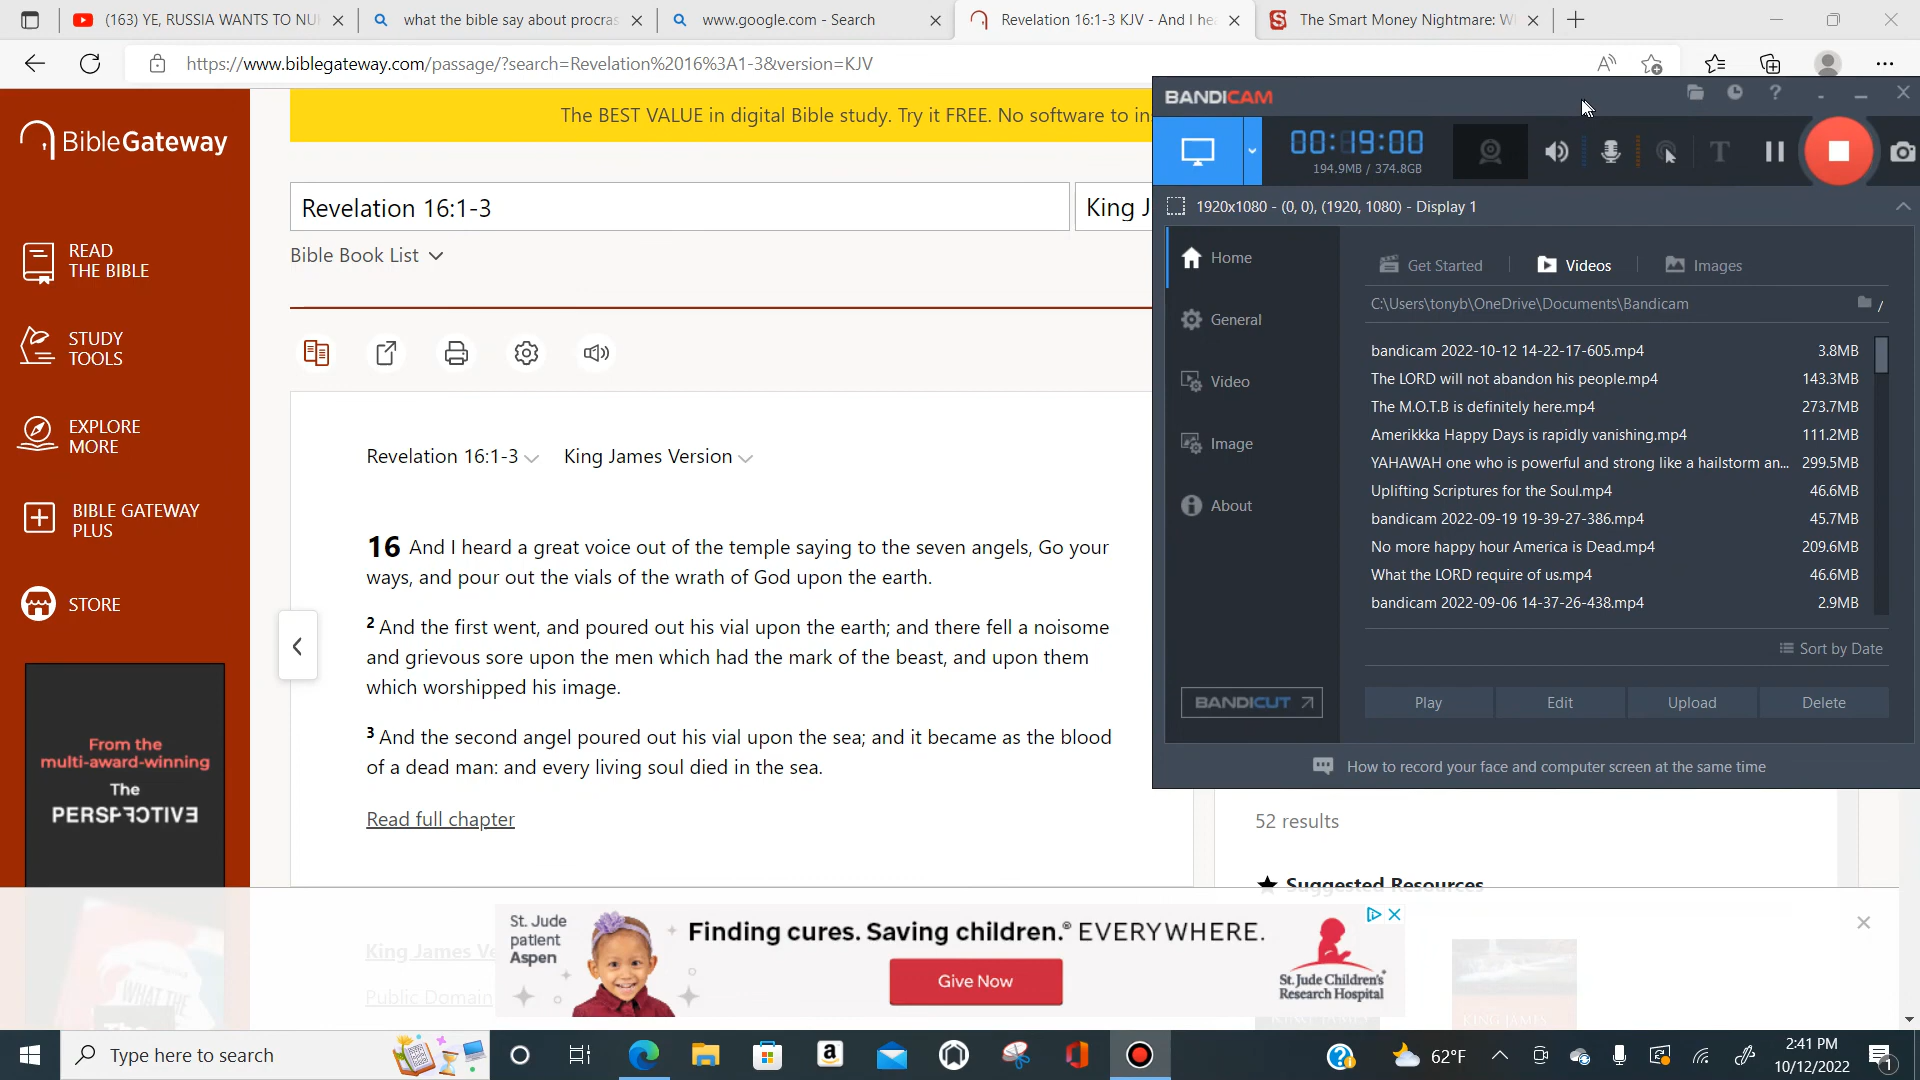 (163) YE, RUSSIA WANTS TO NU
what the bible say about procras
www.google.com - Search
Revelation 16:1-3 KJV - And I he
The Smart Money Nightmare: W
https://www.biblegateway.com/passage/?search=Revelation%2016%3A1-3&version=KJV
BibleGateway
READ
THE BIBLE
STUDY
TOOLS
EXPLORE
MORE
BIBLE GATEWAY
PLUS
STORE
From the
multi-award-winning
The
PERSPECTIVE
The BEST VALUE in digital Bible study. Try it FREE. No software to in
Revelation 16:1-3
King J
Bible Book List
Revelation 16:1-3 King James Version
16 And I heard a great voice out of the temple saying to the seven angels, Go your
ways, and pour out the vials of the wrath of God upon the earth.
2 And the first went, and poured out his vial upon the earth; and there fell a noisome
and grievous sore upon the men which had the mark of the beast, and upon them
which worshipped his image.
3 And the second angel poured out his vial upon the sea; and it became as the blood
of a dead man: and every living soul died in the sea.
Read full chapter
King James Ve
Public Domain
BANDICAM
00:19:00
194.9MB / 374.8GB
1920x1080 - (0, 0), (1920, 1080) - Display 1
Home
General
Video
Image
About
BANDICUT
Get Started
Videos
Images
C:\Users\tonyb\OneDrive\Documents\Bandicam
bandicam 2022-10-12 14-22-17-605.mp4 3.8MB
The LORD will not abandon his people.mp4 143.3MB
The M.O.T.B is definitely here.mp4 273.7MB
Amerikkka Happy Days is rapidly vanishing.mp4 111.2MB
YAHAWAH one who is powerful and strong like a hailstorm an... 299.5MB
Uplifting Scriptures for the Soul.mp4 46.6MB
bandicam 2022-09-19 19-39-27-386.mp4 45.7MB
No more happy hour America is Dead.mp4 209.6MB
What the LORD require of us.mp4 46.6MB
bandicam 2022-09-06 14-37-26-438.mp4 2.9MB
Sort by Date
Play
Edit
Upload
Delete
How to record your face and computer screen at the same time
52 results
Suggested Resources
St. Jude
patient
Aspen
Finding cures. Saving children.® EVERYWHERE.
Give Now
St. Jude Children's
Research Hospital
WHAT THE
KING JAMES
Type here to search
62°F
2:41 PM
10/12/2022
1